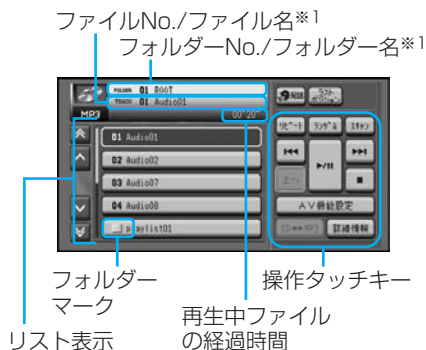 ファイルNo./ファイル名※1
フォルダーNo./フォルダー名※1
FOLDER 01 ROOT
TRACK 01 Audio01
MP3
00'20"
01 Audio01
02 Audio02
03 Audio07
04 Audio08
playlist01
リピート ランダム スキャン
上へ
AV機能設定
詳細情報
フォルダー
マーク
操作タッチキー
リスト表示
再生中ファイル
の経過時間